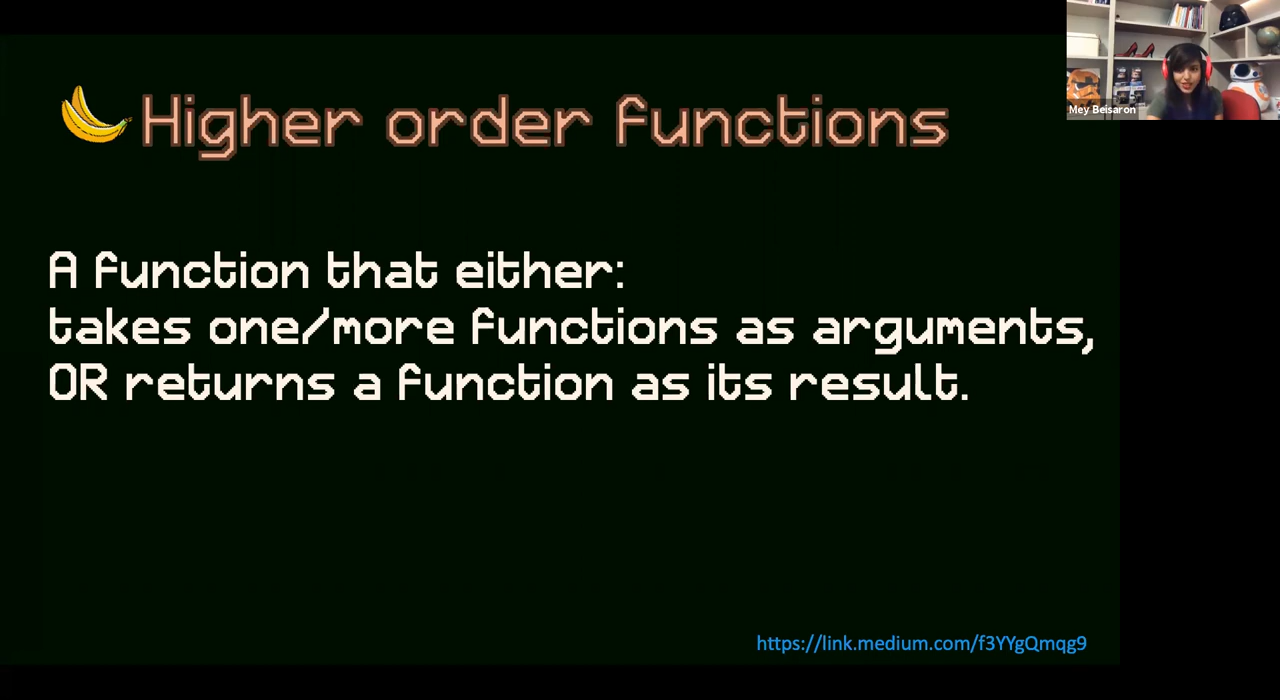 Higher order functions
Mey Beisaron
A function that either:
takes one/more functions as arguments,
OR returns a function as its result.
https://link.medium.com/f3YYgQmqg9